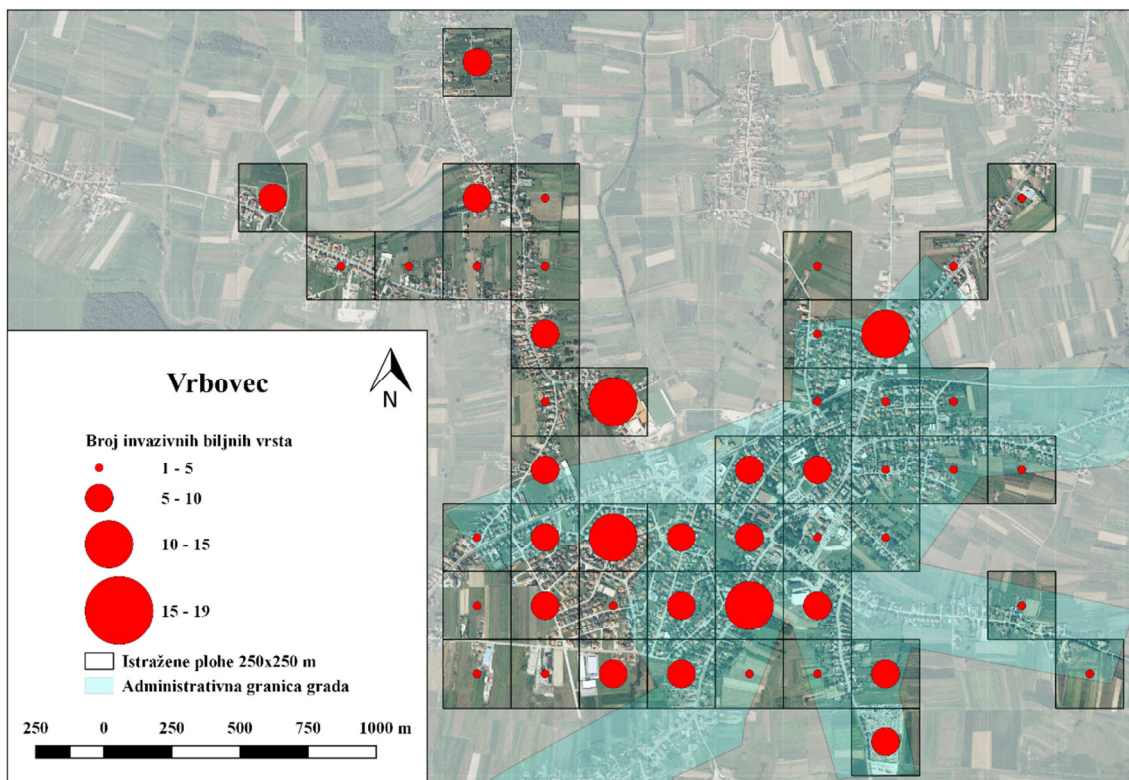 Vrbovec
N
Broj invazivnih biljnih vrsta
1 - 5
5 - 10
10 - 15
15 - 19
Istražene plohe 250x250 m
Administrativna granica grada
250 0 250 500 750 1000 m